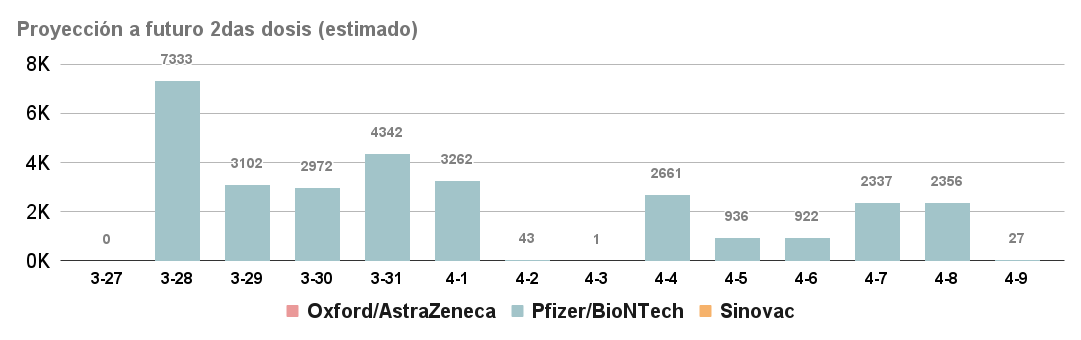 Proyección a futuro 2das dosis (estimado)
8K
6K
4K
2K
0K
0
7333
3102
2972
4342
3262
43
1
2661
936
922
2337
2356
27
3-27 3-28 3-29 3-30 3-31 4-1 4-2 4-3 4-4 4-5 4-6 4-7 4-8 4-9
Oxford/AstraZeneca Pfizer/BioNTech Sinovac